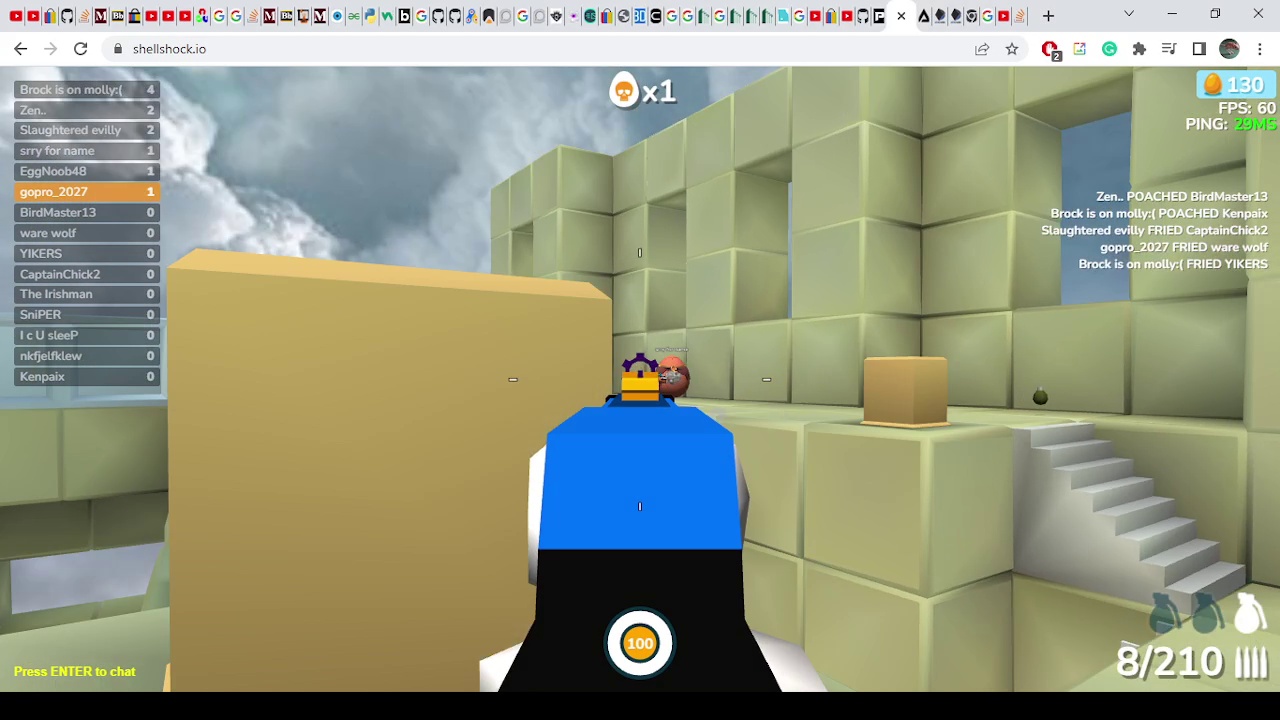 shellshock.io
2
Brock is on molly:( 4
Zen.. 2
Slaughtered evilly 2
srry for name 1
EggNoob48 1
gopro_2027 1
BirdMaster13 0
ware wolf 0
YIKERS 0
CaptainChick2 0
The Irishman 0
SniPER 0
I c U sleeP 0
nkfjelfklew 0
Kenpaix 0
x1
130
FPS: 60
PING: 29MS
Zen.. POACHED BirdMaster13
Brock is on molly:( POACHED Kenpaix
Slaughtered evilly FRIED CaptainChick2
gopro_2027 FRIED ware wolf
Brock is on molly:( FRIED YIKERS
100
8/210
Press ENTER to chat